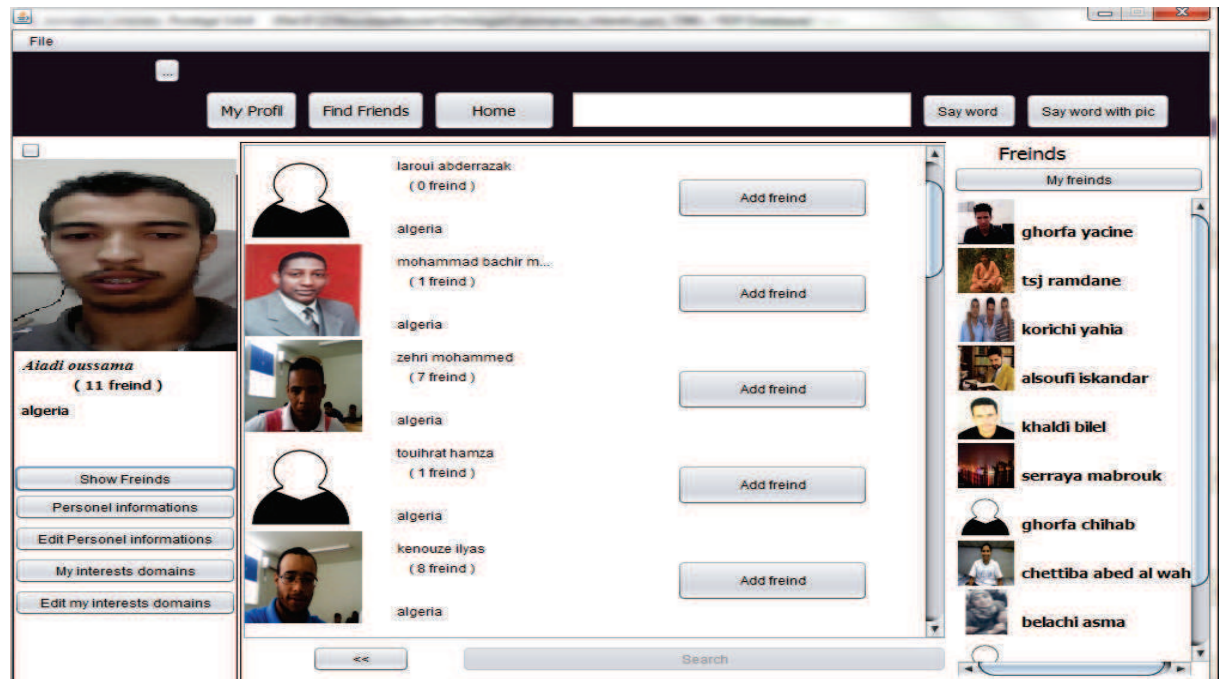 File
...
My Profil
Find Friends
Home
Say word
Say word with pic
Aiadi oussama
( 11 freind )
algeria
Show Freinds
Personel informations
Edit Personel informations
My interests domains
Edit my interests domains
laroui abderrazak
( 0 freind )
algeria
Add freind
mohammad bachir m...
( 1 freind )
algeria
Add freind
zehri mohammed
( 7 freind )
algeria
Add freind
touihrat hamza
( 1 freind )
algeria
Add freind
kenouze ilyas
( 8 freind )
algeria
Add freind
<<
Search
Freinds
My freinds
ghorfa yacine
tsj ramdane
korichi yahia
alsoufi iskandar
khaldi bilel
serraya mabrouk
ghorfa chihab
chettiba abed al wah
belachi asma